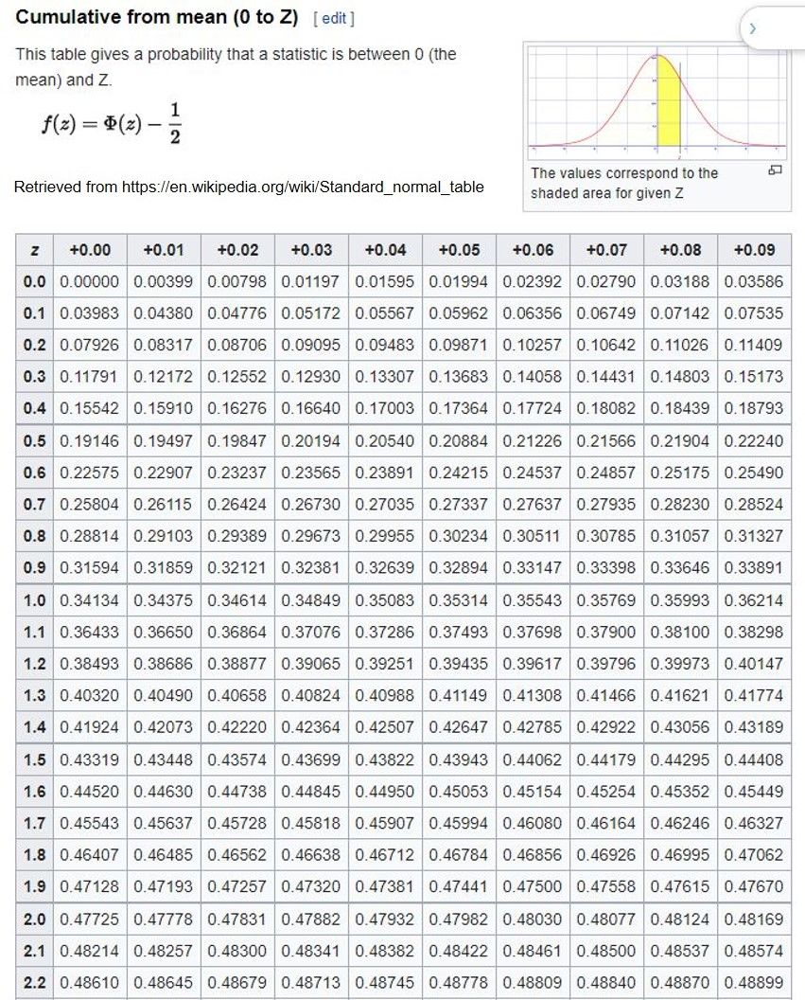 Cumulative from mean (0 to Z) [ edit ]
This table gives a probability that a statistic is between 0 (the
mean) and Z.
f(z) = Φ(z) − 1/2
Retrieved from https://en.wikipedia.org/wiki/Standard_normal_table
The values correspond to the
shaded area for given Z
z +0.00 +0.01 +0.02 +0.03 +0.04 +0.05 +0.06 +0.07 +0.08 +0.09
0.0 0.00000 0.00399 0.00798 0.01197 0.01595 0.01994 0.02392 0.02790 0.03188 0.03586
0.1 0.03983 0.04380 0.04776 0.05172 0.05567 0.05962 0.06356 0.06749 0.07142 0.07535
0.2 0.07926 0.08317 0.08706 0.09095 0.09483 0.09871 0.10257 0.10642 0.11026 0.11409
0.3 0.11791 0.12172 0.12552 0.12930 0.13307 0.13683 0.14058 0.14431 0.14803 0.15173
0.4 0.15542 0.15910 0.16276 0.16640 0.17003 0.17364 0.17724 0.18082 0.18439 0.18793
0.5 0.19146 0.19497 0.19847 0.20194 0.20540 0.20884 0.21226 0.21566 0.21904 0.22240
0.6 0.22575 0.22907 0.23237 0.23565 0.23891 0.24215 0.24537 0.24857 0.25175 0.25490
0.7 0.25804 0.26115 0.26424 0.26730 0.27035 0.27337 0.27637 0.27935 0.28230 0.28524
0.8 0.28814 0.29103 0.29389 0.29673 0.29955 0.30234 0.30511 0.30785 0.31057 0.31327
0.9 0.31594 0.31859 0.32121 0.32381 0.32639 0.32894 0.33147 0.33398 0.33646 0.33891
1.0 0.34134 0.34375 0.34614 0.34849 0.35083 0.35314 0.35543 0.35769 0.35993 0.36214
1.1 0.36433 0.36650 0.36864 0.37076 0.37286 0.37493 0.37698 0.37900 0.38100 0.38298
1.2 0.38493 0.38686 0.38877 0.39065 0.39251 0.39435 0.39617 0.39796 0.39973 0.40147
1.3 0.40320 0.40490 0.40658 0.40824 0.40988 0.41149 0.41308 0.41466 0.41621 0.41774
1.4 0.41924 0.42073 0.42220 0.42364 0.42507 0.42647 0.42785 0.42922 0.43056 0.43189
1.5 0.43319 0.43448 0.43574 0.43699 0.43822 0.43943 0.44062 0.44179 0.44295 0.44408
1.6 0.44520 0.44630 0.44738 0.44845 0.44950 0.45053 0.45154 0.45254 0.45352 0.45449
1.7 0.45543 0.45637 0.45728 0.45818 0.45907 0.45994 0.46080 0.46164 0.46246 0.46327
1.8 0.46407 0.46485 0.46562 0.46638 0.46712 0.46784 0.46856 0.46926 0.46995 0.47062
1.9 0.47128 0.47193 0.47257 0.47320 0.47381 0.47441 0.47500 0.47558 0.47615 0.47670
2.0 0.47725 0.47778 0.47831 0.47882 0.47932 0.47982 0.48030 0.48077 0.48124 0.48169
2.1 0.48214 0.48257 0.48300 0.48341 0.48382 0.48422 0.48461 0.48500 0.48537 0.48574
2.2 0.48610 0.48645 0.48679 0.48713 0.48745 0.48778 0.48809 0.48840 0.48870 0.48899